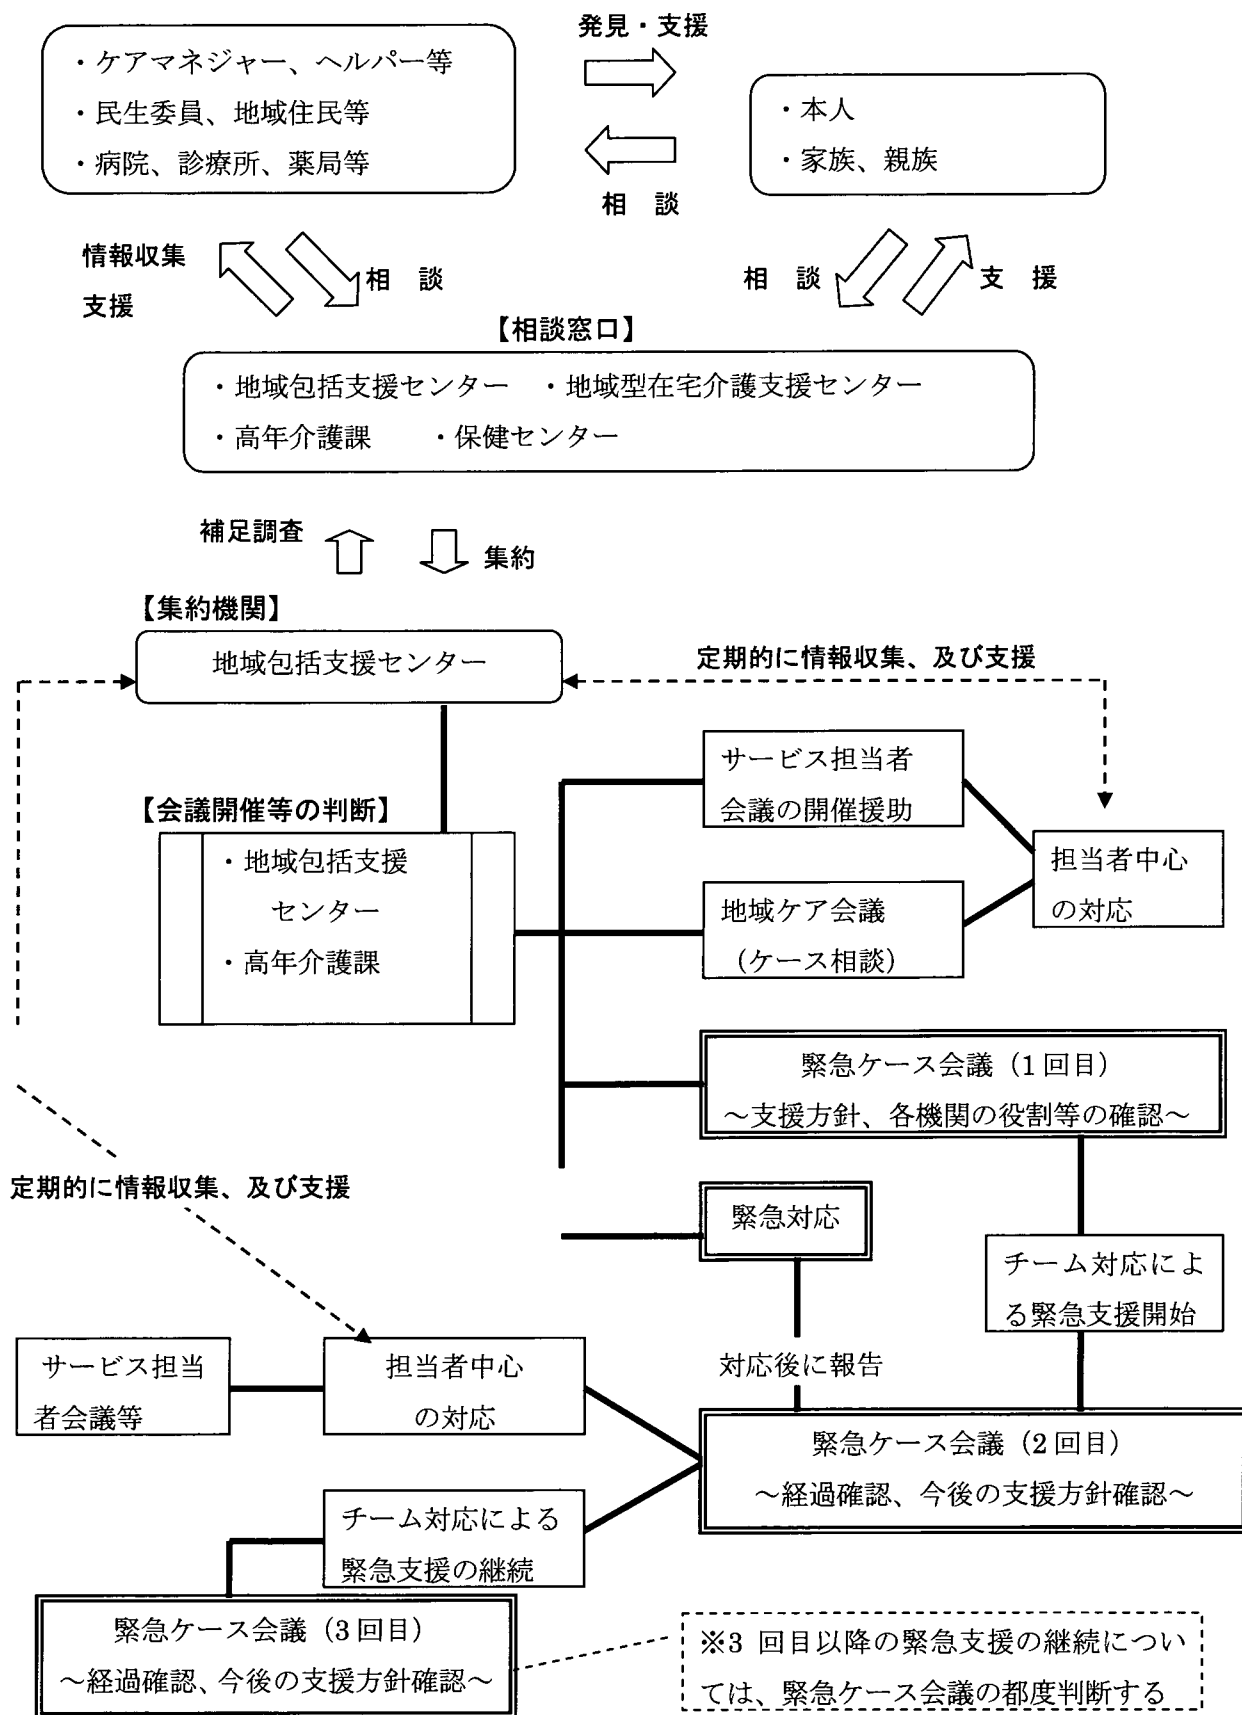 発見・支援
・ケアマネジャー、ヘルパー等
・民生委員、地域住民等
・病院、診療所、薬局等
・本人
・家族、親族
相　談
情報収集
支援
相　談
相　談
支　援
【相談窓口】
・地域包括支援センター　・地域型在宅介護支援センター
・高年介護課　　・保健センター
補足調査
集約
【集約機関】
地域包括支援センター
定期的に情報収集、及び支援
サービス担当者
会議の開催援助
【会議開催等の判断】
・地域包括支援
センター
・高年介護課
担当者中心
の対応
地域ケア会議
（ケース相談）
緊急ケース会議（1回目）
～支援方針、各機関の役割等の確認～
定期的に情報収集、及び支援
緊急対応
チーム対応によ
る緊急支援開始
対応後に報告
サービス担当
者会議等
担当者中心
の対応
緊急ケース会議（2回目）
～経過確認、今後の支援方針確認～
チーム対応による
緊急支援の継続
緊急ケース会議（3回目）
～経過確認、今後の支援方針確認～
※3 回目以降の緊急支援の継続につい
ては、緊急ケース会議の都度判断する